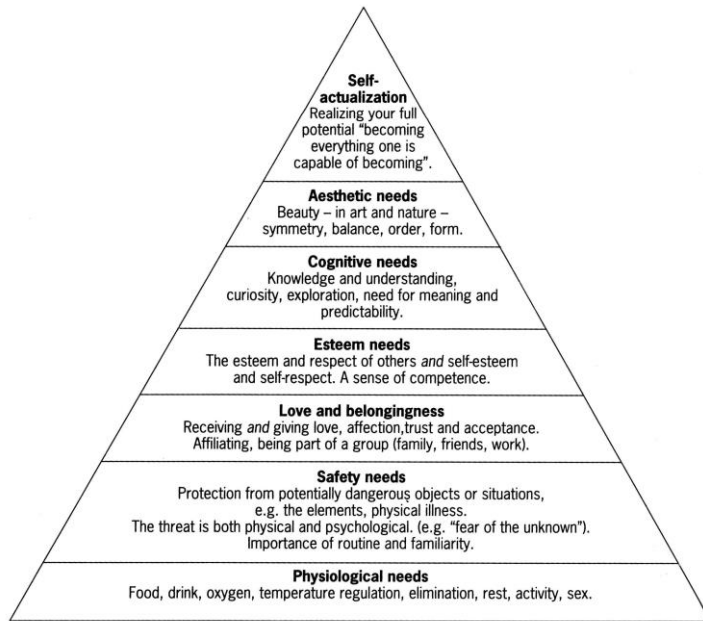 Self-
actualization
Realizing your full
potential “becoming
everything one is
capable of becoming”.
Aesthetic needs
Beauty – in art and nature –
symmetry, balance, order, form.
Cognitive needs
Knowledge and understanding,
curiosity, exploration, need for meaning and
predictability.
Esteem needs
The esteem and respect of others and self-esteem
and self-respect. A sense of competence.
Love and belongingness
Receiving and giving love, affection,trust and acceptance.
Affiliating, being part of a group (family, friends, work).
Safety needs
Protection from potentially dangerous objects or situations,
e.g. the elements, physical illness.
The threat is both physical and psychological. (e.g. “fear of the unknown”).
Importance of routine and familiarity.
Physiological needs
Food, drink, oxygen, temperature regulation, elimination, rest, activity, sex.